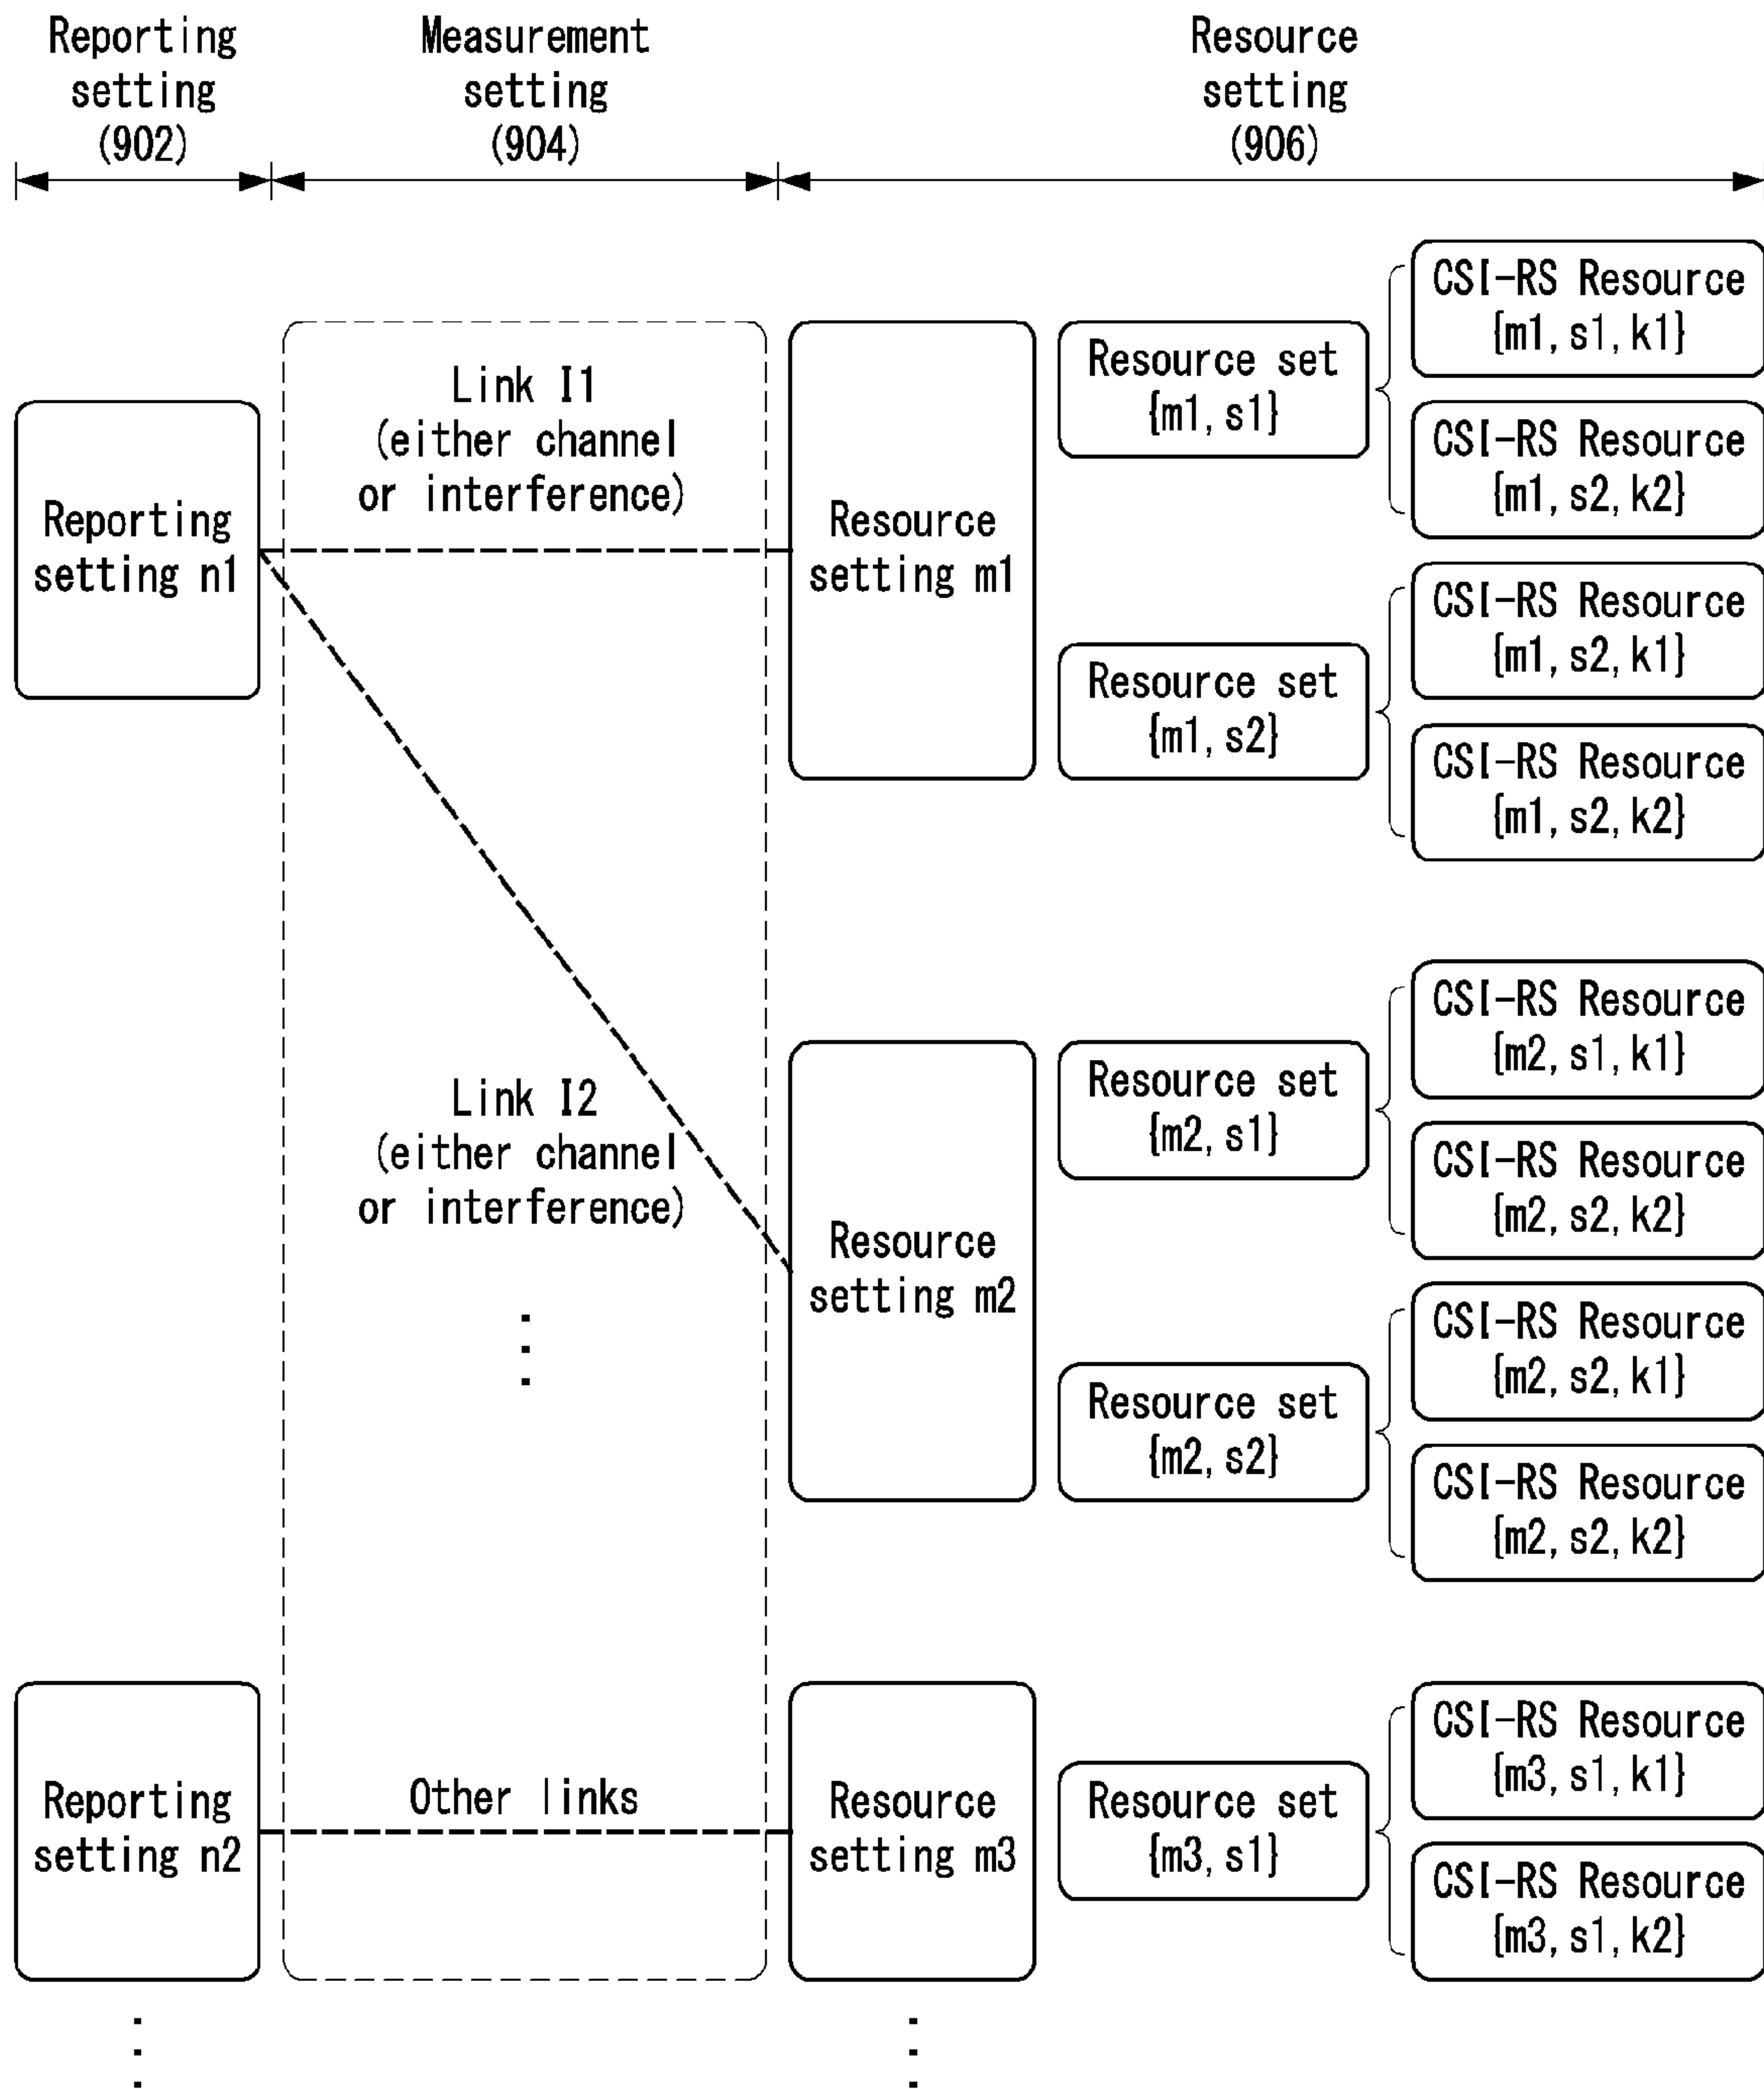 Reporting
setting
(902)
Measurement
setting
(904)
Resource
setting
(906)
Reporting
setting n1
Link I1
(either channel
or interference)
Resource
setting m1
Resource set
{m1, s1}
CSI-RS Resource
{m1, s1, k1}
CSI-RS Resource
{m1, s2, k2}
Resource set
{m1, s2}
CSI-RS Resource
{m1, s2, k1}
CSI-RS Resource
{m1, s2, k2}
Link I2
(either channel
or interference)
Resource
setting m2
Resource set
{m2, s1}
CSI-RS Resource
{m2, s1, k1}
CSI-RS Resource
{m2, s2, k2}
Resource set
{m2, s2}
CSI-RS Resource
{m2, s2, k1}
CSI-RS Resource
{m2, s2, k2}
Reporting
setting n2
Other links
Resource
setting m3
Resource set
{m3, s1}
CSI-RS Resource
{m3, s1, k1}
CSI-RS Resource
{m3, s1, k2}